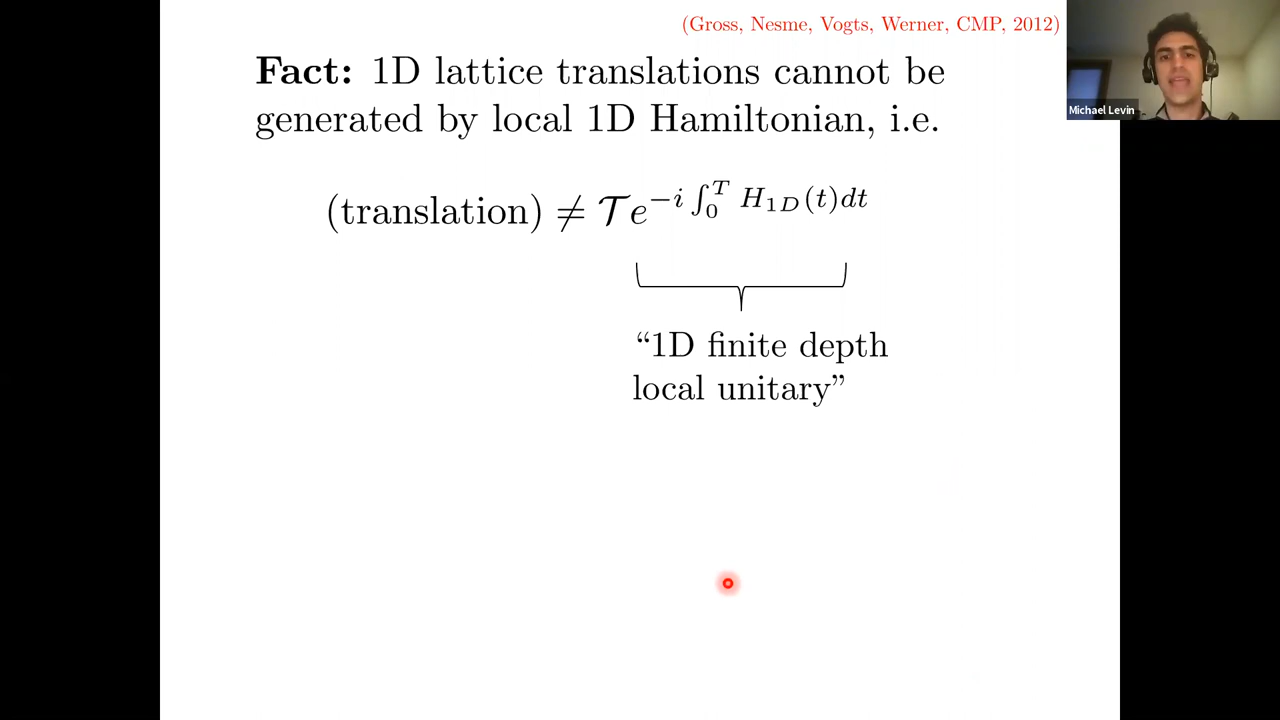 (Gross, Nesme, Vogts, Werner, CMP, 2012)
Fact: 1D lattice translations cannot be
generated by local 1D Hamiltonian, i.e.
(translation) ≠ 𝒯e^{−i ∫_0^T H_{1D}(t)dt}
“1D finite depth
local unitary”
Michael Levin